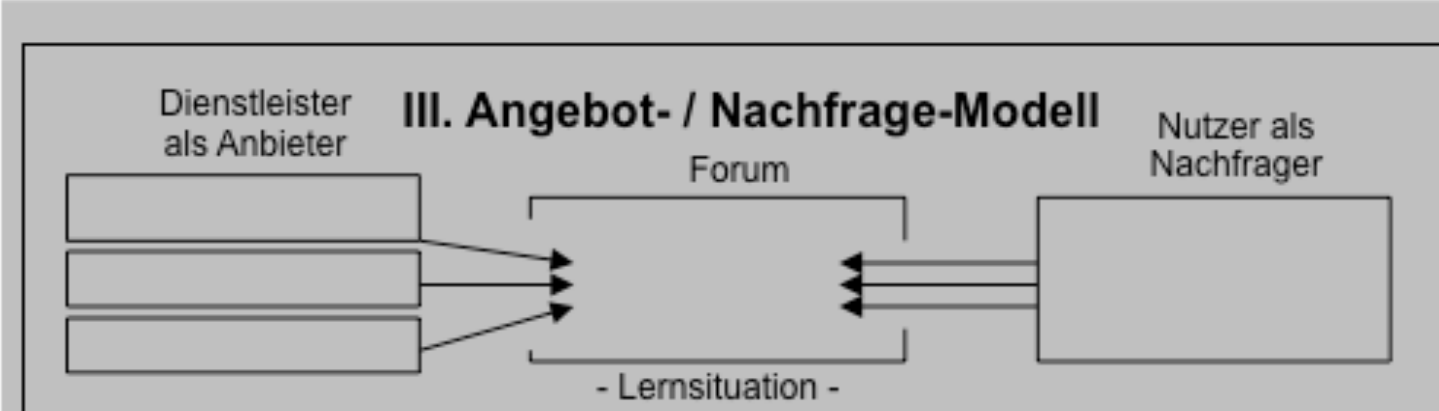 Dienstleister
als Anbieter
III. Angebot- / Nachfrage-Modell
Forum
Nutzer als
Nachfrager
- Lernsituation -